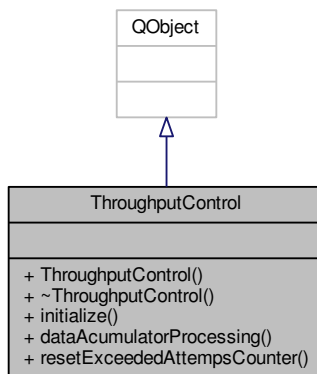 QObject
ThroughputControl
+ ThroughputControl()
+ ~ThroughputControl()
+ initialize()
+ dataAcumulatorProcessing()
+ resetExceededAttempsCounter()